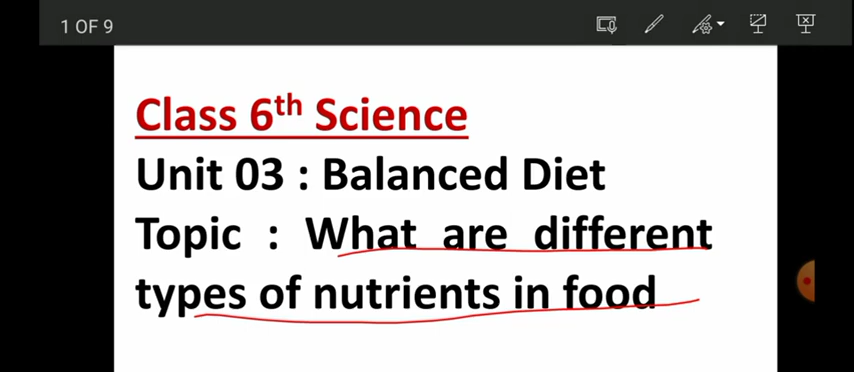 1 OF 9
Class 6th Science
Unit 03 : Balanced Diet
Topic : What are different
types of nutrients in food